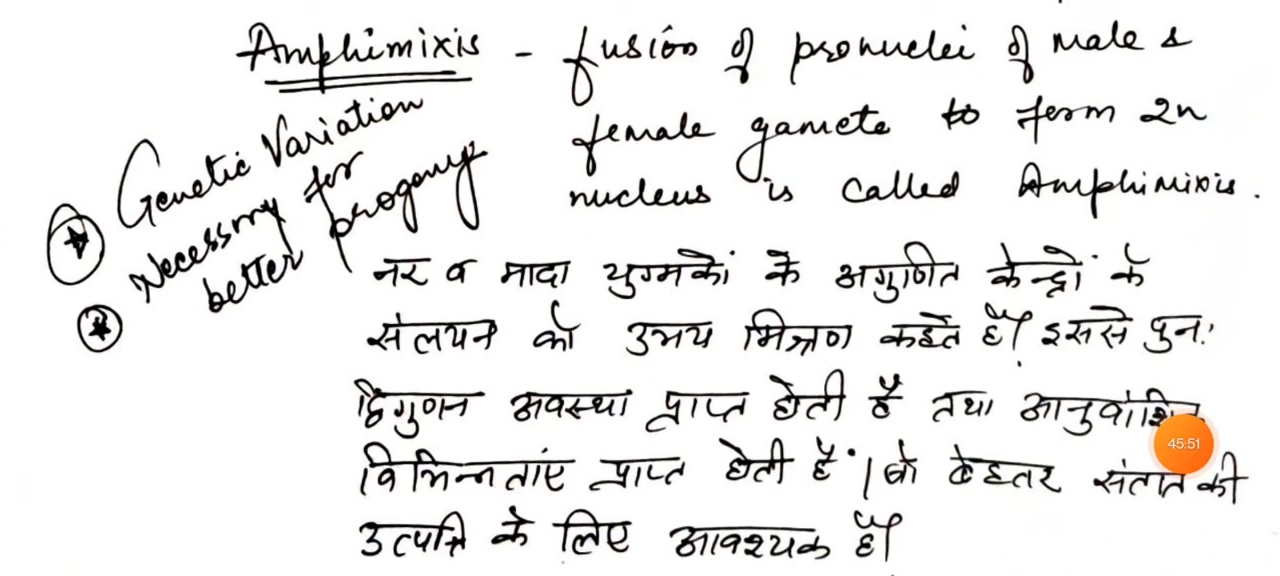 Amphimixis - fusion of pronuclei of male &
female gamete to form 2n
nucleus is called Amphimixis.
Genetic Variation
Necessary for
better progeny
नर व मादा युग्मकों के अगुणित केन्द्रों के
संलयन को उभय मिश्रण कहते हैं। इससे पुनः
द्विगुणन अवस्था प्राप्त होती है तथा आनुवांशिक
विभिन्नताएं प्राप्त होती हैं। जो बेहतर संतान की
उत्पत्ति के लिए आवश्यक हैं।
45:51